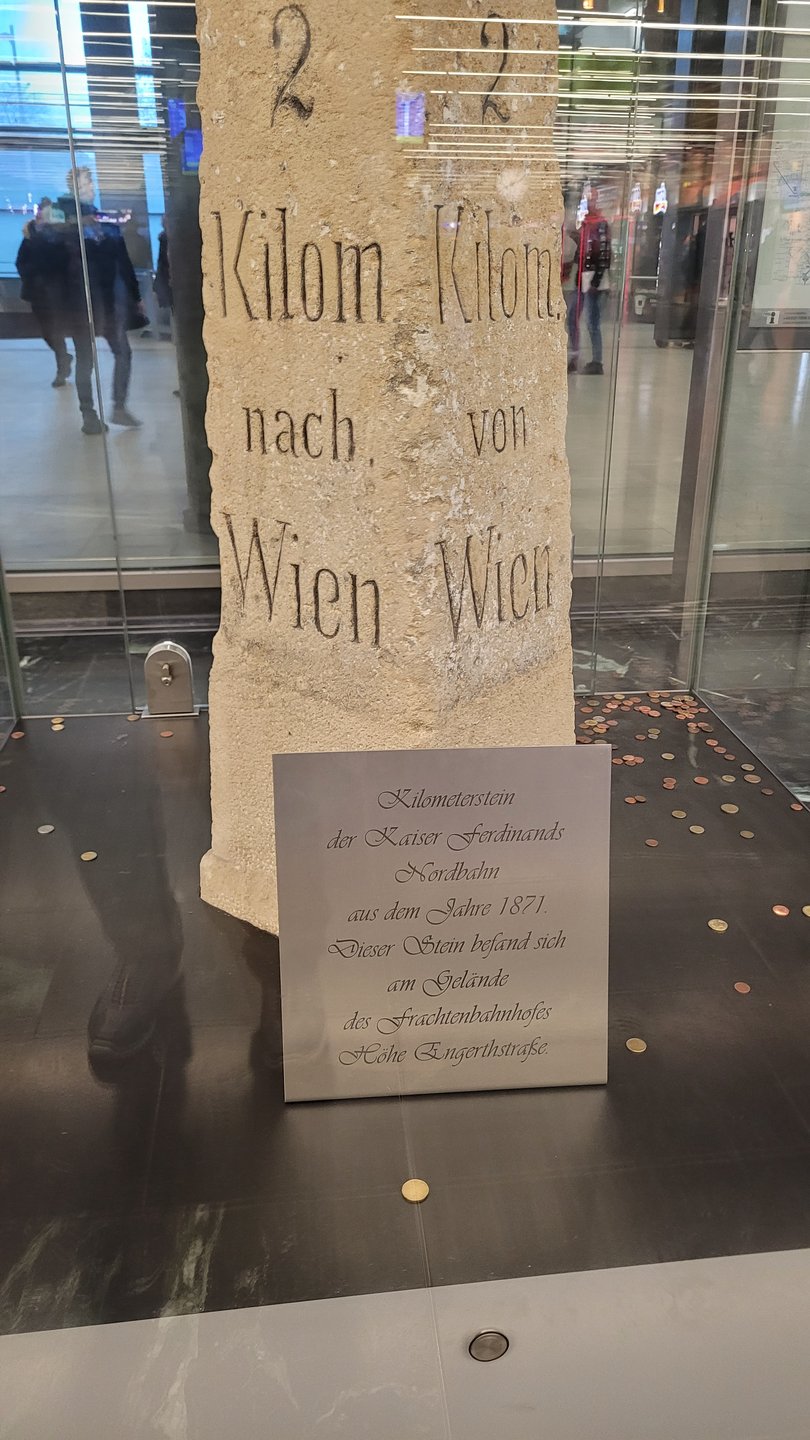 2
Kilom
nach.
Wien
2
Kilom.
von
Wien
Kilometerstein
der Kaiser Ferdinands
Nordbahn
aus dem Jahre 1871.
Dieser Stein befand sich
am Gelände
des Frachtenbahnhofes
Höhe Engerthstraße.